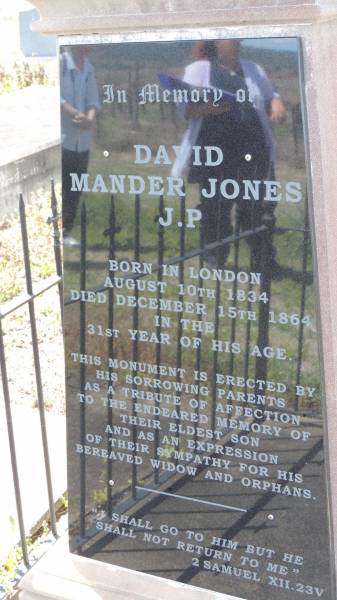 In Memory of
DAVID
MANDER JONES
J.P
BORN IN LONDON
AUGUST 10TH 1834
DIED DECEMBER 15TH 1864
IN THE
31ST YEAR OF HIS AGE.
THIS MONUMENT IS ERECTED BY
HIS SORROWING PARENTS
AS A TRIBUTE OF AFFECTION
TO THE ENDEARED MEMORY OF
THEIR ELDEST SON
AND AS AN EXPRESSION
OF THEIR SYMPATHY FOR HIS
BEREAVED WIDOW AND ORPHANS.
"I SHALL GO TO HIM BUT HE
SHALL NOT RETURN TO ME"
2 SAMUEL XII.23V